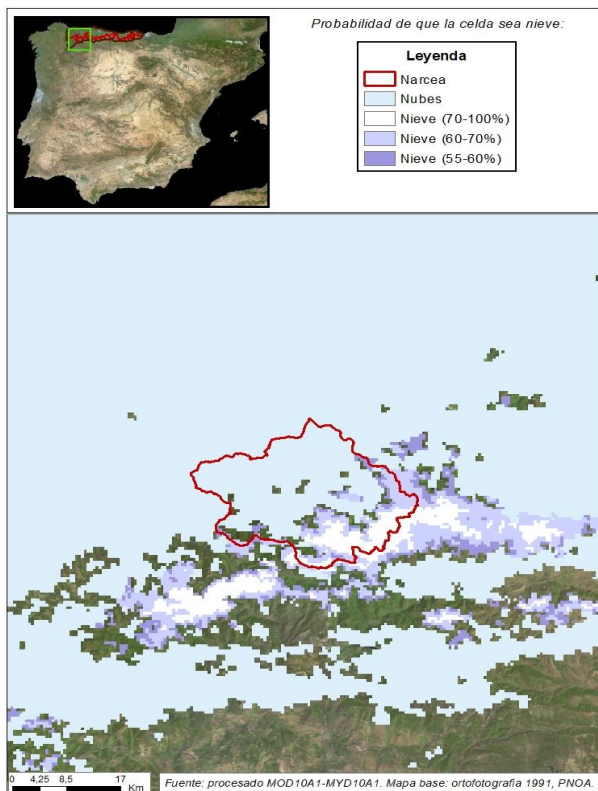 Probabilidad de que la celda sea nieve:
Leyenda
Narcea
Nubes
Nieve (70-100%)
Nieve (60-70%)
Nieve (55-60%)
0 4,25 8,5 17
Km
Fuente: procesado MOD10A1-MYD10A1. Mapa base: ortofotografia 1991, PNOA.